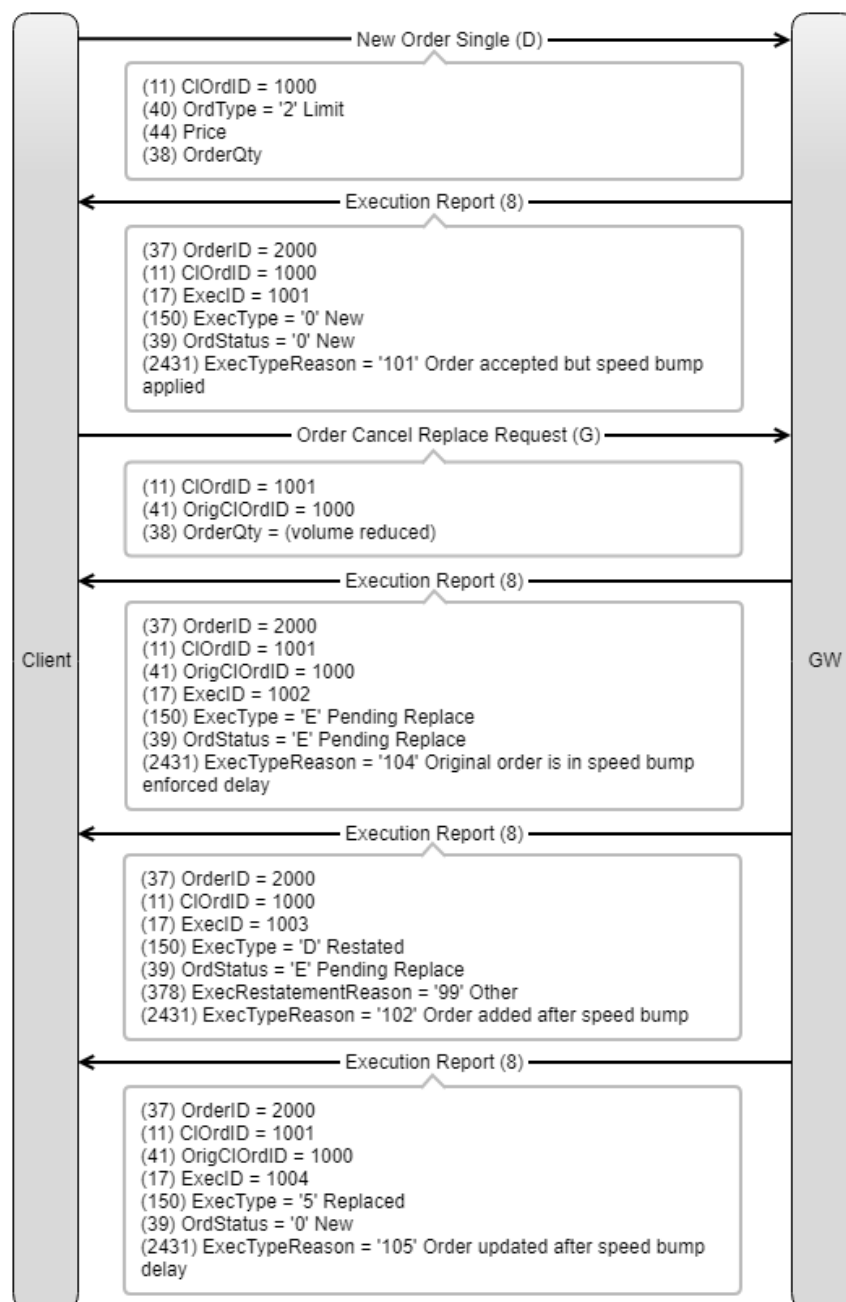 New Order Single (D)
(11) ClOrdID = 1000
(40) OrdType = '2' Limit
(44) Price
(38) OrderQty
Execution Report (8)
(37) OrderID = 2000
(11) ClOrdID = 1000
(17) ExecID = 1001
(150) ExecType = '0' New
(39) OrdStatus = '0' New
(2431) ExecTypeReason = '101' Order accepted but speed bump
applied
Order Cancel Replace Request (G)
(11) ClOrdID = 1001
(41) OrigClOrdID = 1000
(38) OrderQty = (volume reduced)
Execution Report (8)
(37) OrderID = 2000
(11) ClOrdID = 1001
(41) OrigClOrdID = 1000
(17) ExecID = 1002
(150) ExecType = 'E' Pending Replace
(39) OrdStatus = 'E' Pending Replace
(2431) ExecTypeReason = '104' Original order is in speed bump
enforced delay
Client
GW
Execution Report (8)
(37) OrderID = 2000
(11) ClOrdID = 1000
(17) ExecID = 1003
(150) ExecType = 'D' Restated
(39) OrdStatus = 'E' Pending Replace
(378) ExecRestatementReason = '99' Other
(2431) ExecTypeReason = '102' Order added after speed bump
Execution Report (8)
(37) OrderID = 2000
(11) ClOrdID = 1001
(41) OrigClOrdID = 1000
(17) ExecID = 1004
(150) ExecType = '5' Replaced
(39) OrdStatus = '0' New
(2431) ExecTypeReason = '105' Order updated after speed bump
delay